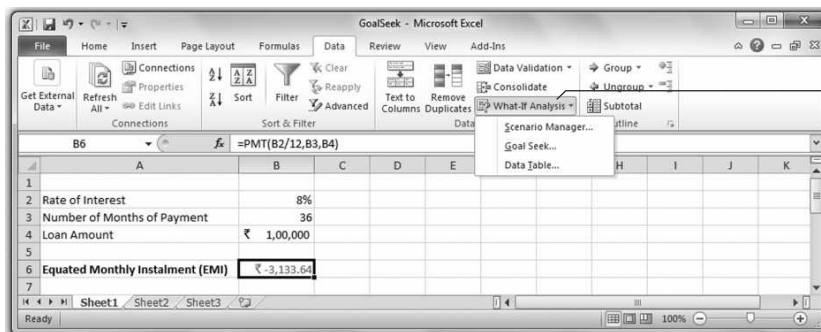 GoalSeek - Microsoft Excel
File Home Insert Page Layout Formulas Data Review View Add-Ins
Get External Data
Refresh All
Connections
Properties
Edit Links
Connections
Sort
Filter
Clear
Reapply
Advanced
Sort & Filter
Text to Columns
Remove Duplicates
Data Validation
Consolidate
What-If Analysis
Data
Group
Ungroup
Subtotal
utline
Scenario Manager...
Goal Seek...
Data Table...
B6 fx =PMT(B2/12,B3,B4)
A B C D E H I J K
1
2 Rate of Interest 8%
3 Number of Months of Payment 36
4 Loan Amount ₹ 1,00,000
5
6 Equated Monthly Instalment (EMI) ₹ -3,133.64
7
Sheet1 Sheet2 Sheet3
Ready 100%